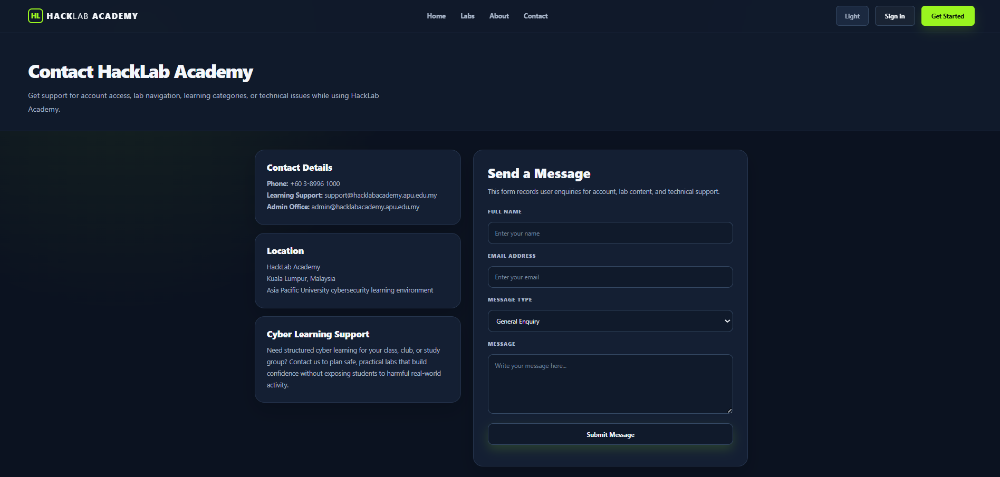 HL HACKLAB ACADEMY
Home
Labs
About
Contact
Light
Sign in
Get Started
Contact HackLab Academy
Get support for account access, lab navigation, learning categories, or technical issues while using HackLab
Academy.
Contact Details
Phone: +60 3-8996 1000
Learning Support: support@hacklabacademy.apu.edu.my
Admin Office: admin@hacklabacademy.apu.edu.my
Location
HackLab Academy
Kuala Lumpur, Malaysia
Asia Pacific University cybersecurity learning environment
Cyber Learning Support
Need structured cyber learning for your class, club, or study
group? Contact us to plan safe, practical labs that build
confidence without exposing students to harmful real-world
activity.
Send a Message
This form records user enquiries for account, lab content, and technical support.
FULL NAME
Enter your name
EMAIL ADDRESS
Enter your email
MESSAGE TYPE
General Enquiry
MESSAGE
Write your message here...
Submit Message